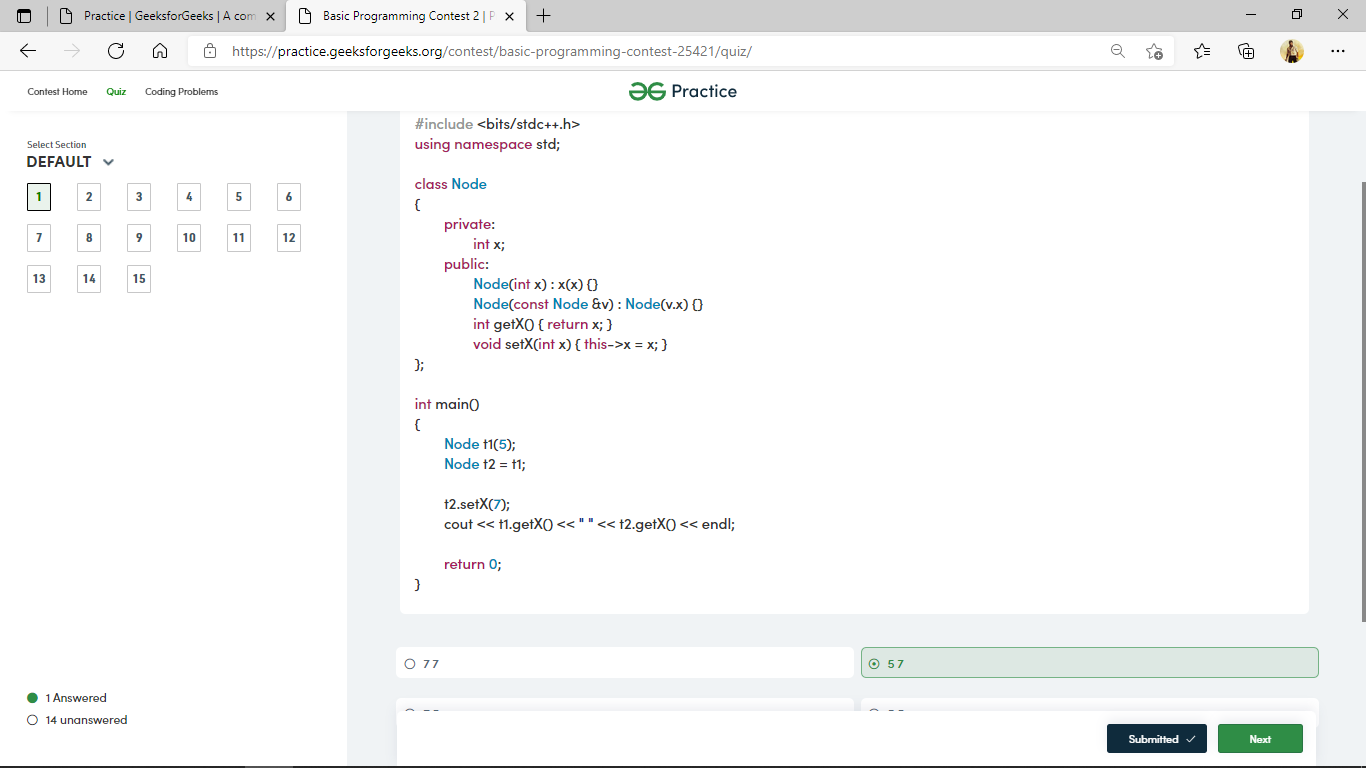 Practice | GeeksforGeeks | A com
Basic Programming Contest 2 | P
https://practice.geeksforgeeks.org/contest/basic-programming-contest-25421/quiz/
Contest Home Quiz Coding Problems
Practice
Select Section
DEFAULT
1 2 3 4 5 6
7 8 9 10 11 12
13 14 15
1 Answered
14 unanswered
#include <bits/stdc++.h>
using namespace std;
class Node
{
private:
int x;
public:
Node(int x) : x(x) {}
Node(const Node &v) : Node(v.x) {}
int getX() { return x; }
void setX(int x) { this->x = x; }
};
int main()
{
Node t1(5);
Node t2 = t1;
t2.setX(7);
cout << t1.getX() << " " << t2.getX() << endl;
return 0;
}
7 7
5 7
Submitted
Next